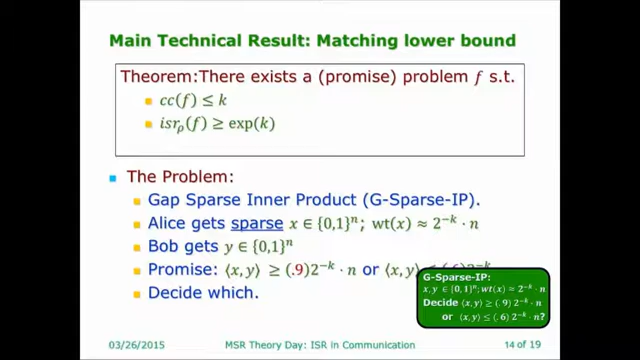 Main Technical Result: Matching lower bound
Theorem:There exists a (promise) problem f s.t.
cc(f) ≤ k
isrρ(f) ≥ exp(k)
The Problem:
Gap Sparse Inner Product (G-Sparse-IP).
Alice gets sparse x ∈ {0,1}ⁿ; wt(x) ≈ 2⁻ᵏ · n
Bob gets y ∈ {0,1}ⁿ
Promise: ⟨x, y⟩ ≥ (.9)2⁻ᵏ · n or ⟨x, y⟩
Decide which.
G-Sparse-IP:
x, y ∈ {0,1}ⁿ; wt(x) ≈ 2⁻ᵏ · n
Decide ⟨x, y⟩ ≥ (.9) 2⁻ᵏ · n
or ⟨x, y⟩ ≤ (.6) 2⁻ᵏ · n?
03/26/2015 MSR Theory Day: ISR in Communication 14 of 19